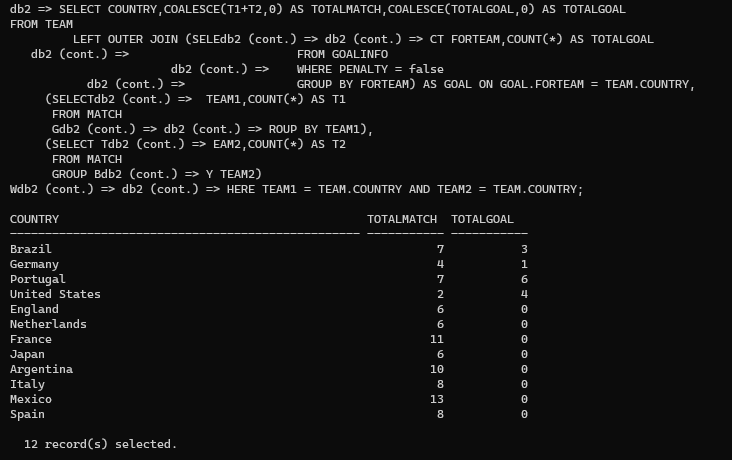 db2 => SELECT COUNTRY,COALESCE(T1+T2,0) AS TOTALMATCH,COALESCE(TOTALGOAL,0) AS TOTALGOAL
FROM TEAM
         LEFT OUTER JOIN (SELEdb2 (cont.) => db2 (cont.) => CT FORTEAM,COUNT(*) AS TOTALGOAL
   db2 (cont.) =>                        FROM GOALINFO
                       db2 (cont.) =>    WHERE PENALTY = false
           db2 (cont.) =>                GROUP BY FORTEAM) AS GOAL ON GOAL.FORTEAM = TEAM.COUNTRY,
     (SELECTdb2 (cont.) =>  TEAM1,COUNT(*) AS T1
      FROM MATCH
      Gdb2 (cont.) => db2 (cont.) => ROUP BY TEAM1),
     (SELECT Tdb2 (cont.) => EAM2,COUNT(*) AS T2
      FROM MATCH
      GROUP Bdb2 (cont.) => Y TEAM2)
Wdb2 (cont.) => db2 (cont.) => HERE TEAM1 = TEAM.COUNTRY AND TEAM2 = TEAM.COUNTRY;

COUNTRY                                            TOTALMATCH  TOTALGOAL
-------------------------------------------------- ----------- -----------
Brazil                                                       7           3
Germany                                                      4           1
Portugal                                                     7           6
United States                                                2           4
England                                                      6           0
Netherlands                                                  6           0
France                                                      11           0
Japan                                                        6           0
Argentina                                                   10           0
Italy                                                        8           0
Mexico                                                      13           0
Spain                                                        8           0

  12 record(s) selected.